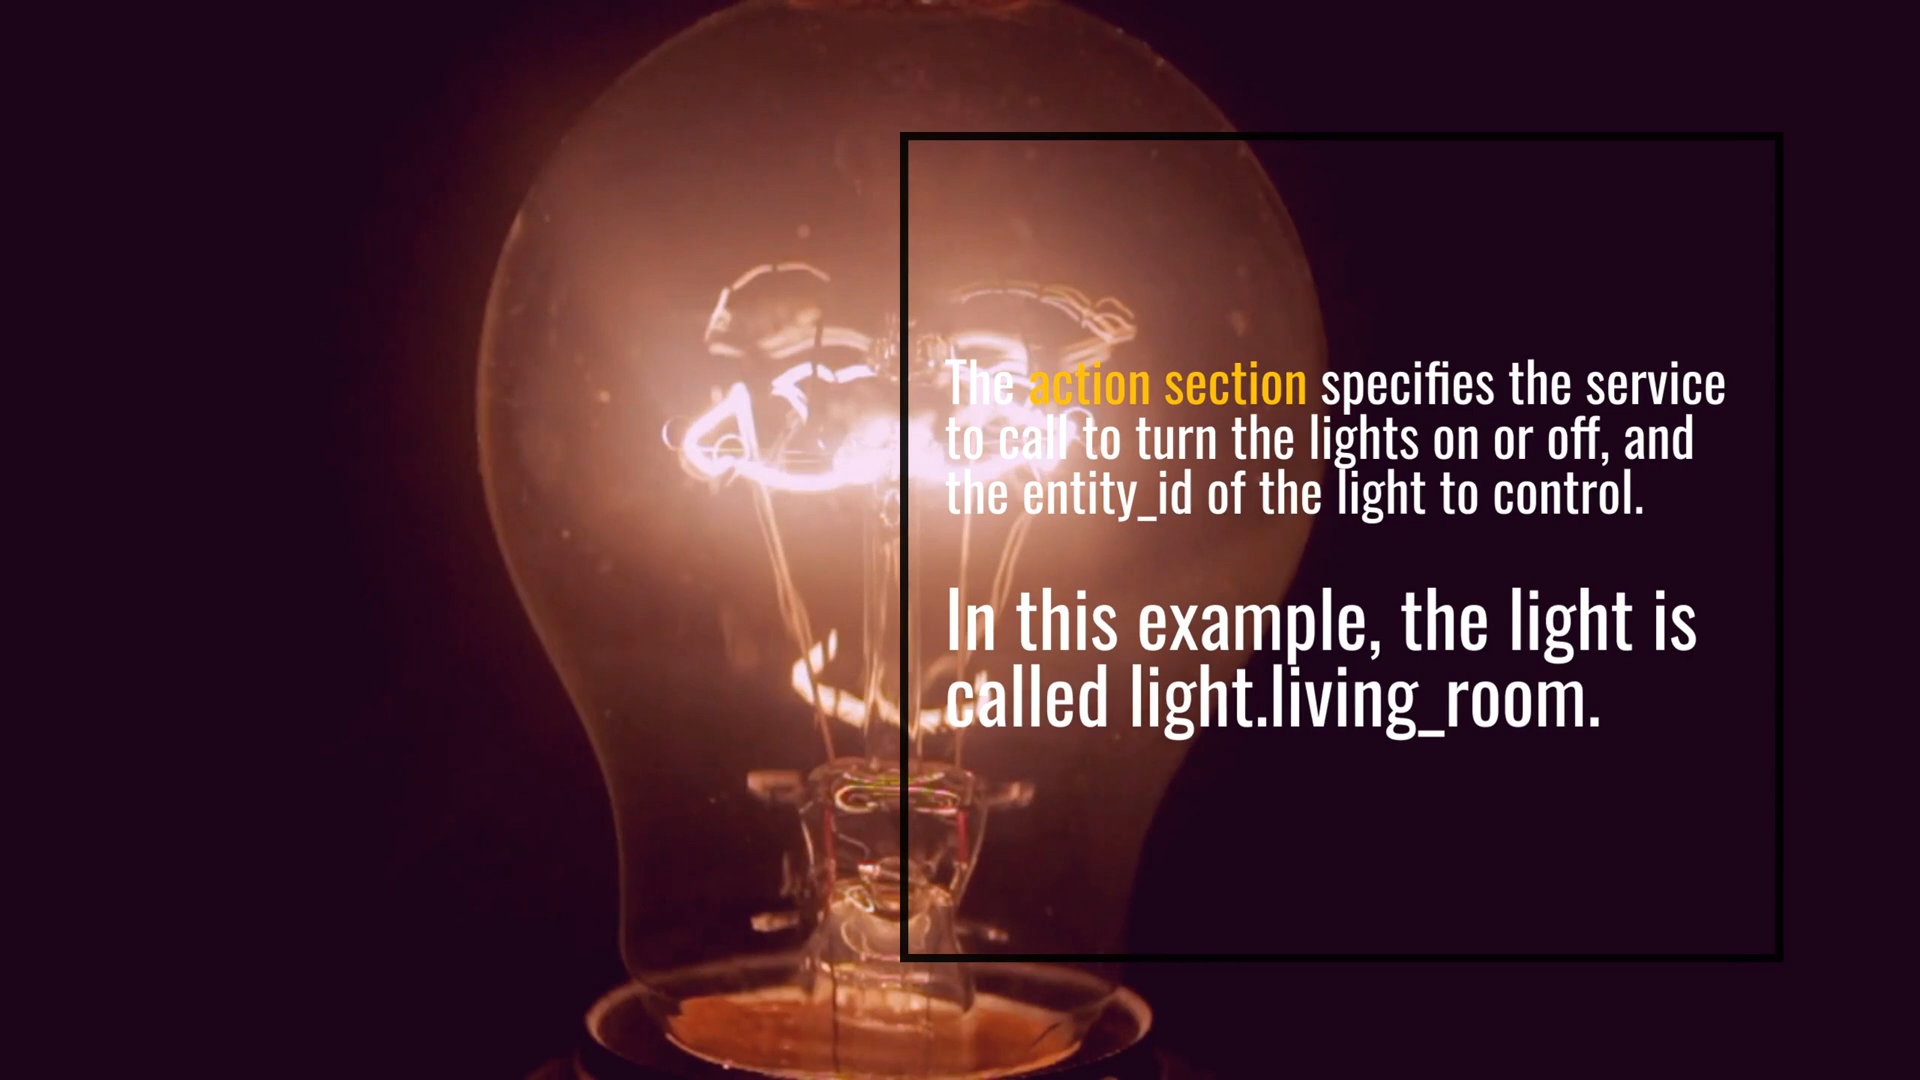 The action section specifies the service
to call to turn the lights on or off, and
the entity_id of the light to control.
In this example, the light is
called light.living_room.